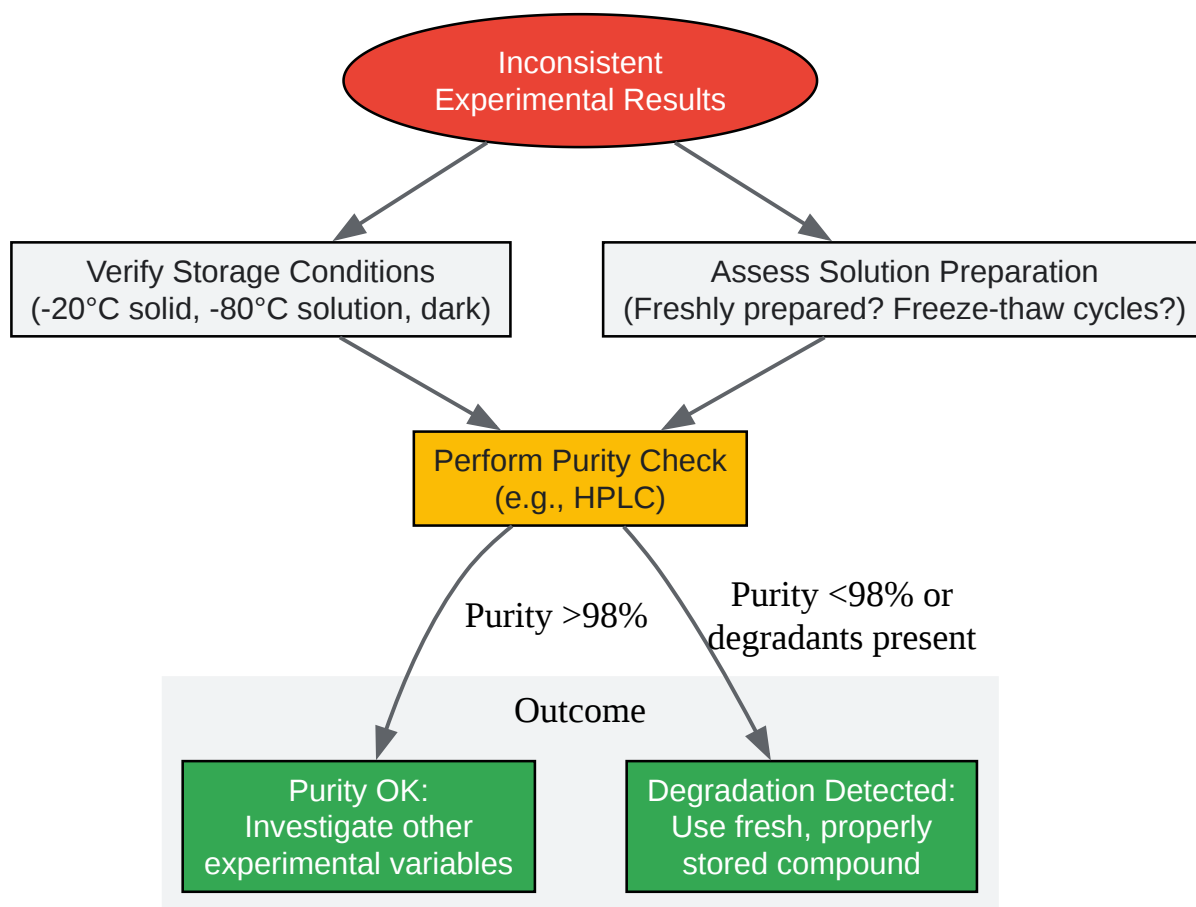 Inconsistent
Experimental Results
Verify Storage Conditions
(-20°C solid, -80°C solution, dark)
Assess Solution Preparation
(Freshly prepared? Freeze-thaw cycles?)
Perform Purity Check
(e.g., HPLC)
Purity >98%
Purity <98% or
degradants present
Outcome
Purity OK:
Investigate other
experimental variables
Degradation Detected:
Use fresh, properly
stored compound